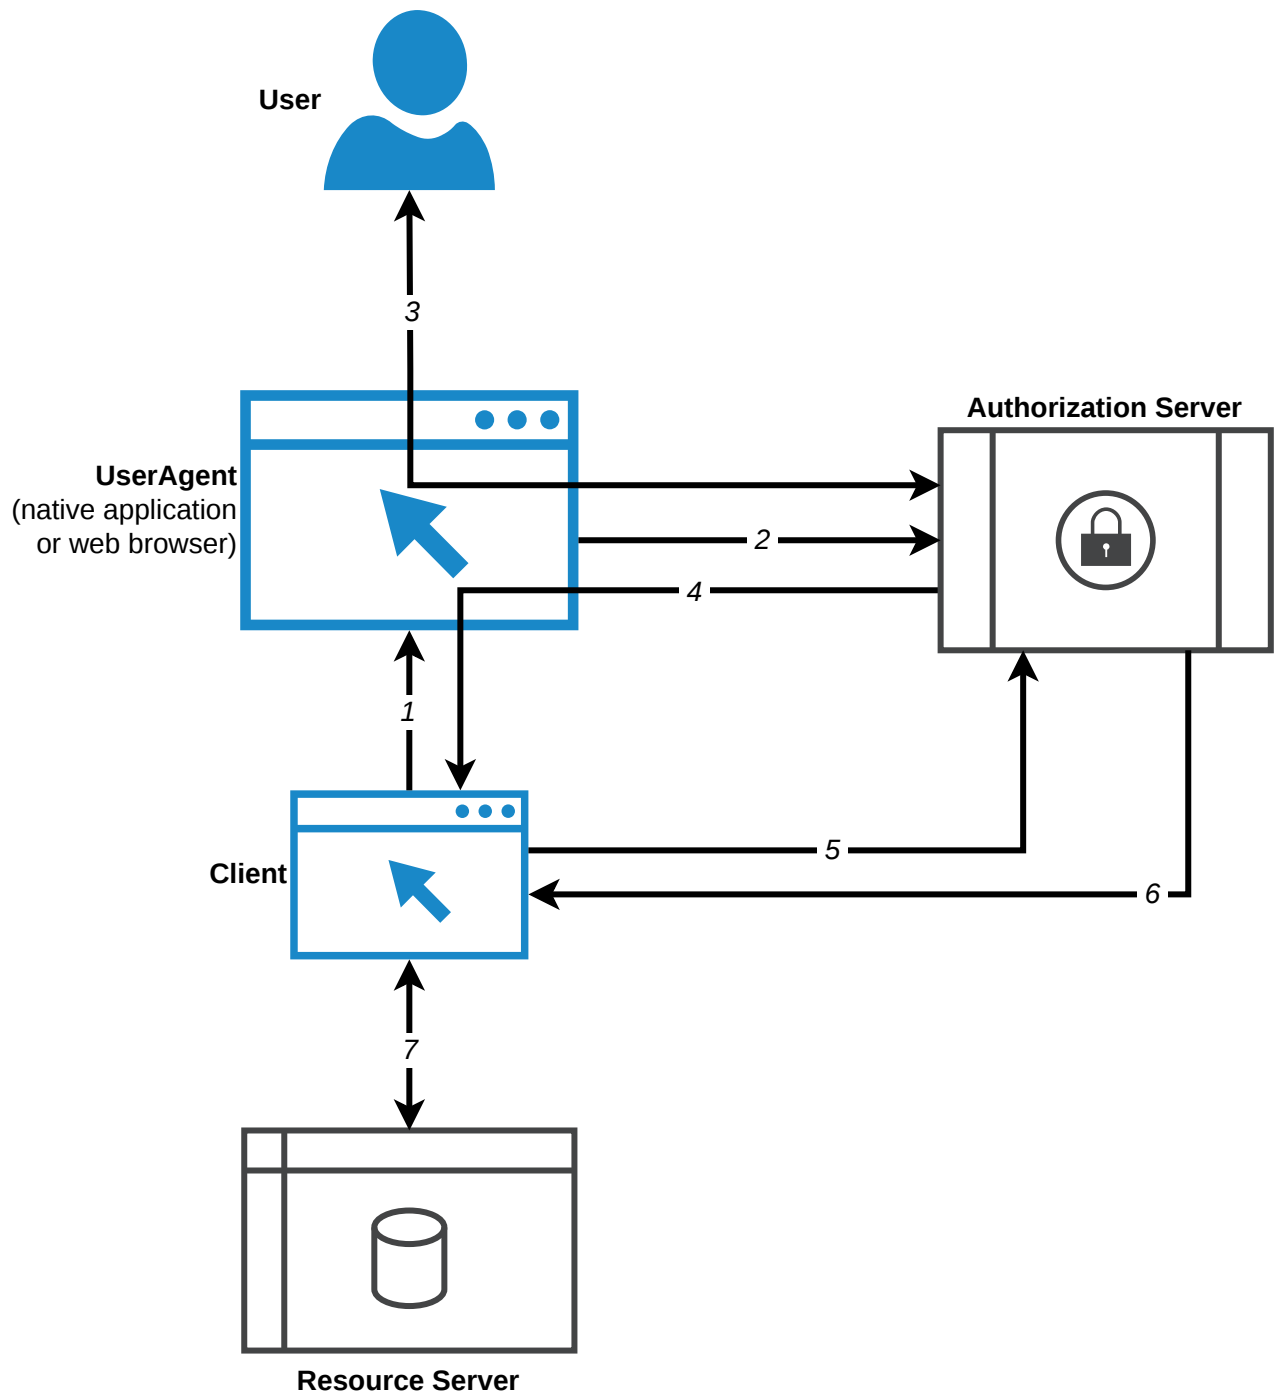 User
3
Authorization Server
UserAgent
(native application
or web browser)
2
4
1
5
Client
6
7
Resource Server